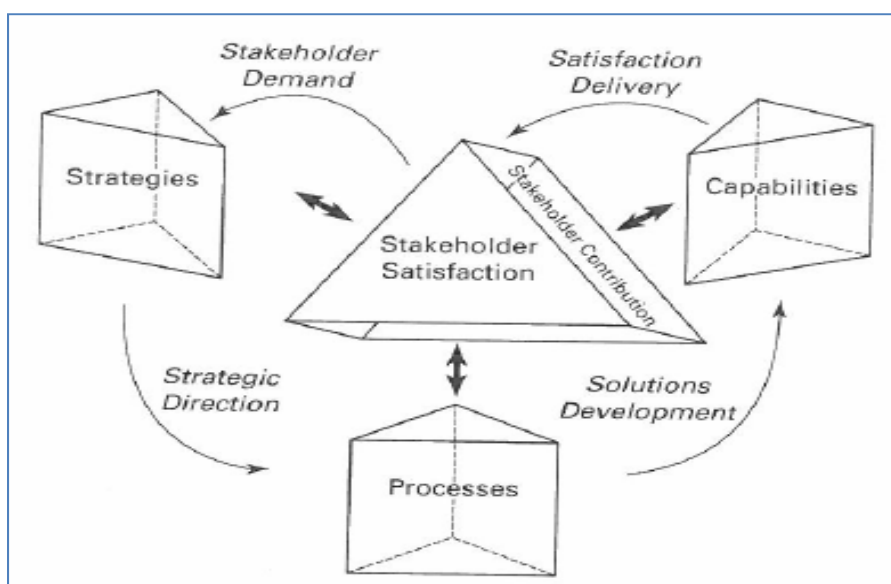 Stakeholder
Demand
Satisfaction
Delivery
Strategies
Capabilities
Stakeholder
Satisfaction
Stakeholder Contribution
Strategic
Direction
Solutions
Development
Processes